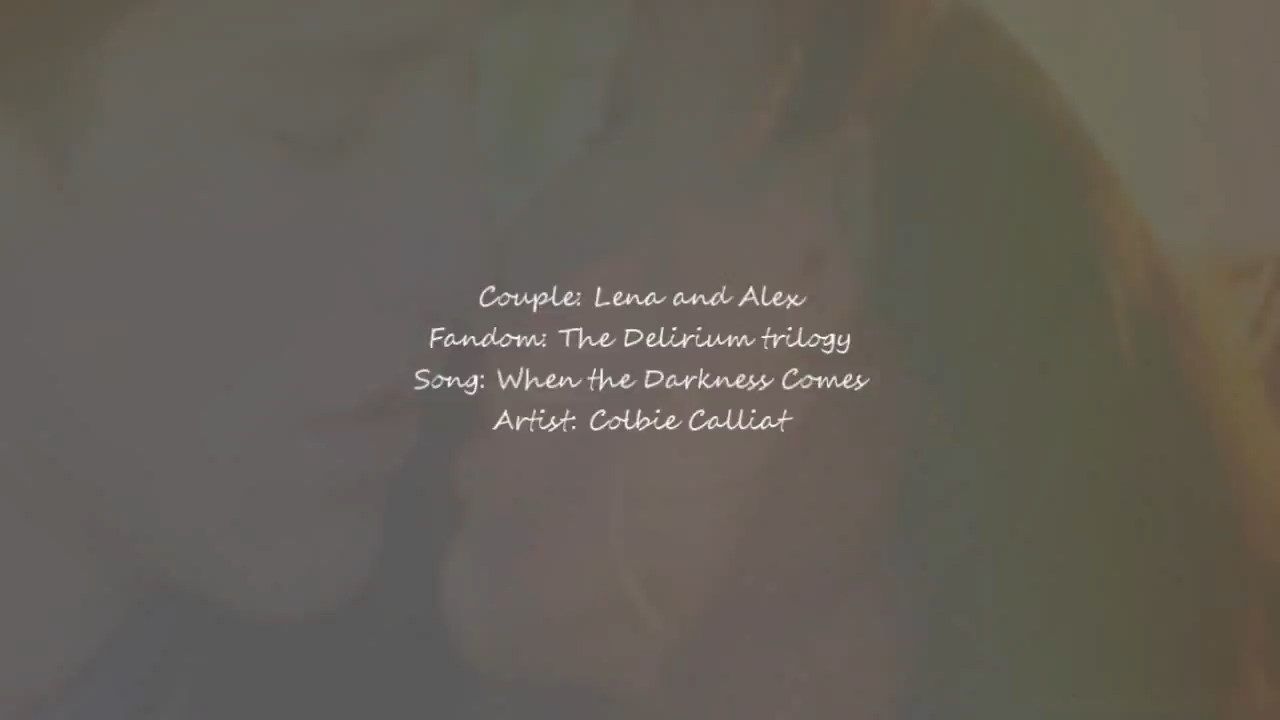 Couple: Lena and Alex
Fandom: The Delirium trilogy
Song: When the Darkness Comes
Artist: Colbie Calliat